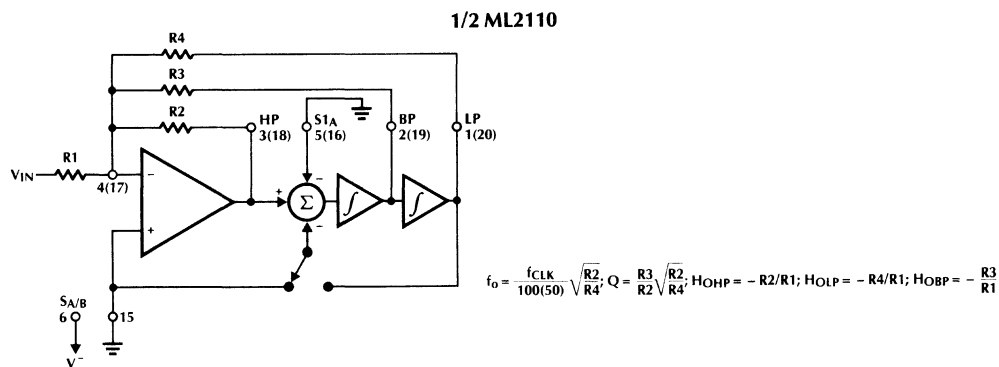 1/2 ML2110
R4
R3
R2
HP
3(18)
S1A
5(16)
BP
2(19)
LP
1(20)
R1
VIN
4(17)
−
+
+
−
Σ
−
∫
∫
SA/B
6
15
V−
fo = fCLK/100(50) √R2/R4; Q = R3/R2 √R2/R4; HOHP = − R2/R1; HOLP = − R4/R1; HOBP = − R3/R1